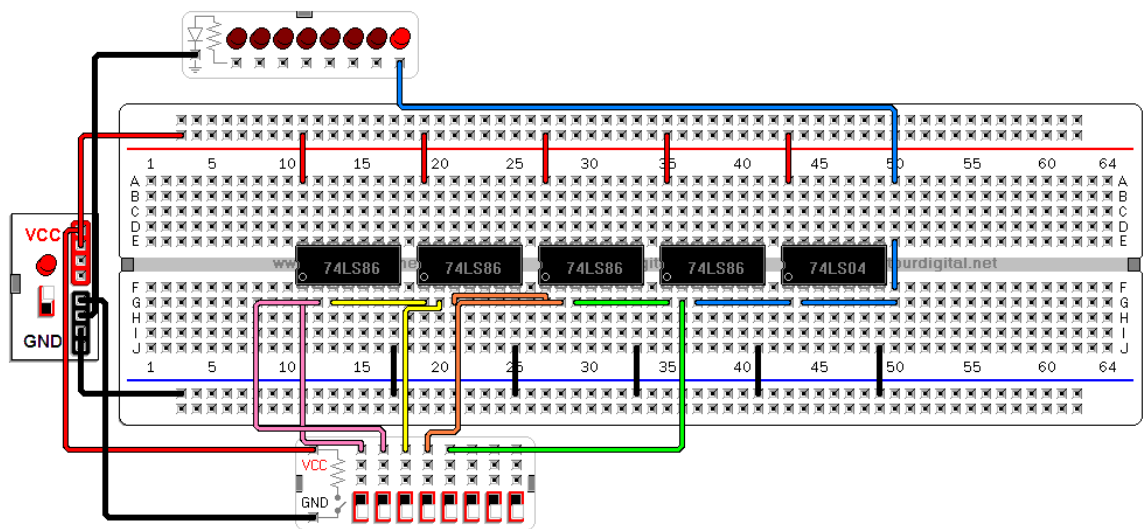 1 5 10 15 20 25 30 35 40 45 50 55 60 64
A A
B B
C C
D D
VCC E E
74LS86 74LS86 74LS86 74LS86 74LS04
F F
G G
H H
GND I I
J J
1 5 10 15 20 25 30 35 40 45 50 55 60 64
VCC
GND